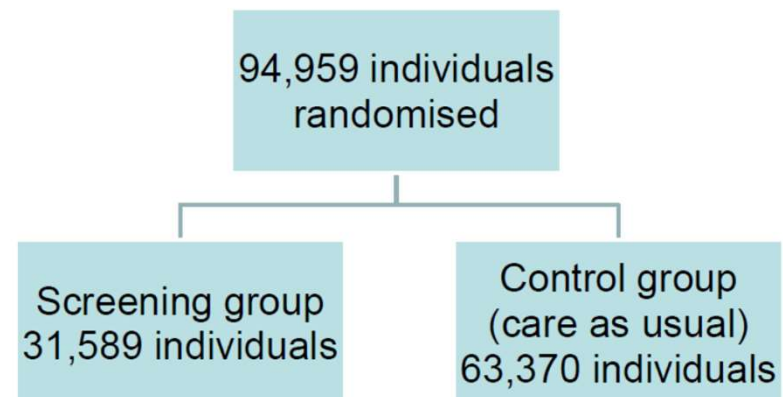 94,959 individuals
randomised
Screening group
31,589 individuals
Control group
(care as usual)
63,370 individuals